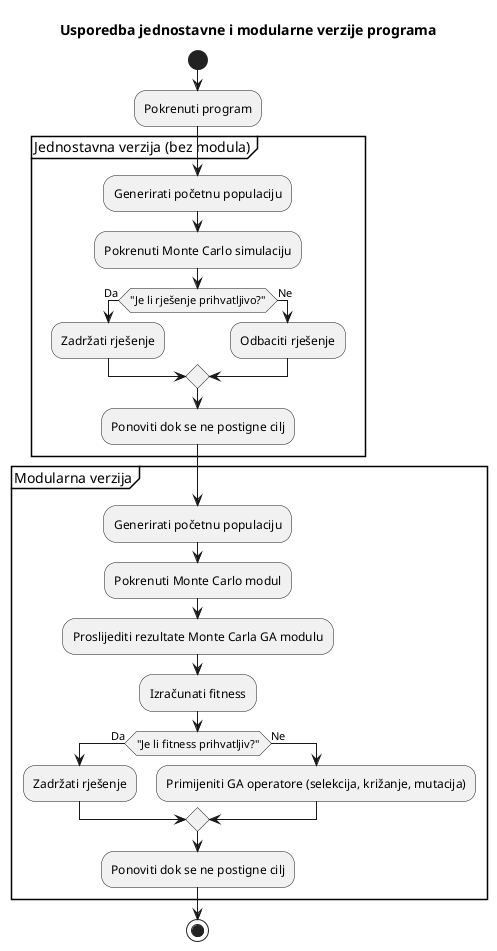 Usporedba jednostavne i modularne verzije programa
Pokrenuti program
Jednostavna verzija (bez modula)
Generirati početnu populaciju
Pokrenuti Monte Carlo simulaciju
Da
"Je li rješenje prihvatljivo?"
Ne
Zadržati rješenje
Odbaciti rješenje
Ponoviti dok se ne postigne cilj
Modularna verzija
Generirati početnu populaciju
Pokrenuti Monte Carlo modul
Proslijediti rezultate Monte Carla GA modulu
Izračunati fitness
Da
"Je li fitness prihvatljiv?"
Ne
Zadržati rješenje
Primijeniti GA operatore (selekcija, križanje, mutacija)
Ponoviti dok se ne postigne cilj